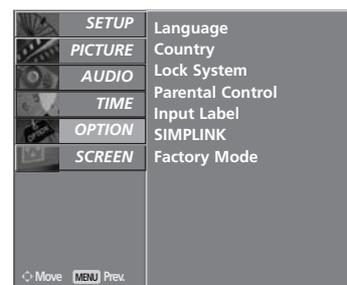 SETUP
PICTURE
AUDIO
TIME
OPTION
SCREEN
Language
Country
Lock System
Parental Control
Input Label
SIMPLINK
Factory Mode
Move MENU Prev.